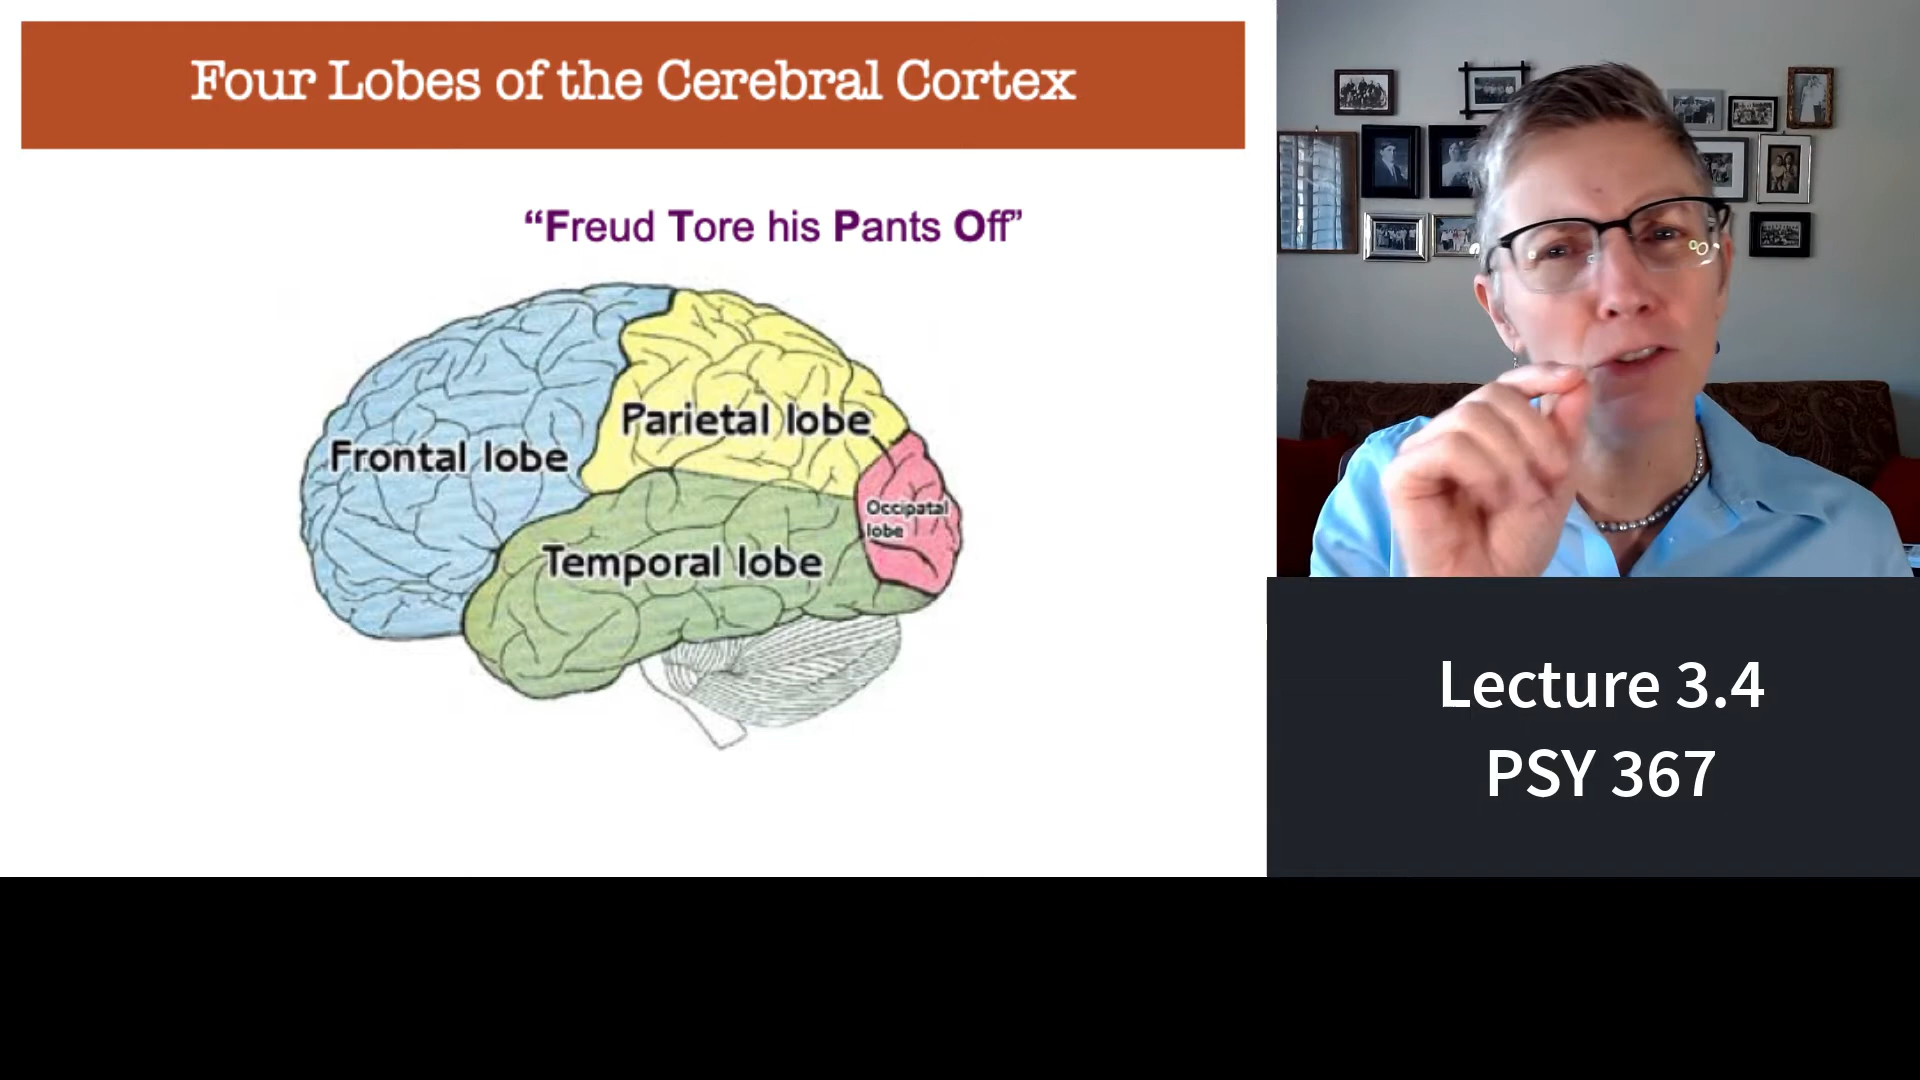 Four Lobes of the Cerebral Cortex
“Freud Tore his Pants Off”
Parietal lobe
Frontal lobe
Occipatal
lobe
Temporal lobe
Lecture 3.4
PSY 367